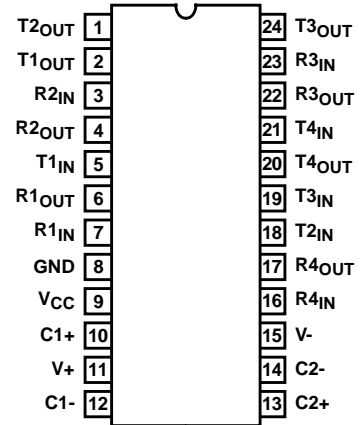 T2OUT 1 24 T3OUT
T1OUT 2 23 R3IN
R2IN 3 22 R3OUT
R2OUT 4 21 T4IN
T1IN 5 20 T4OUT
R1OUT 6 19 T3IN
R1IN 7 18 T2IN
GND 8 17 R4OUT
VCC 9 16 R4IN
C1+ 10 15 V-
V+ 11 14 C2-
C1- 12 13 C2+